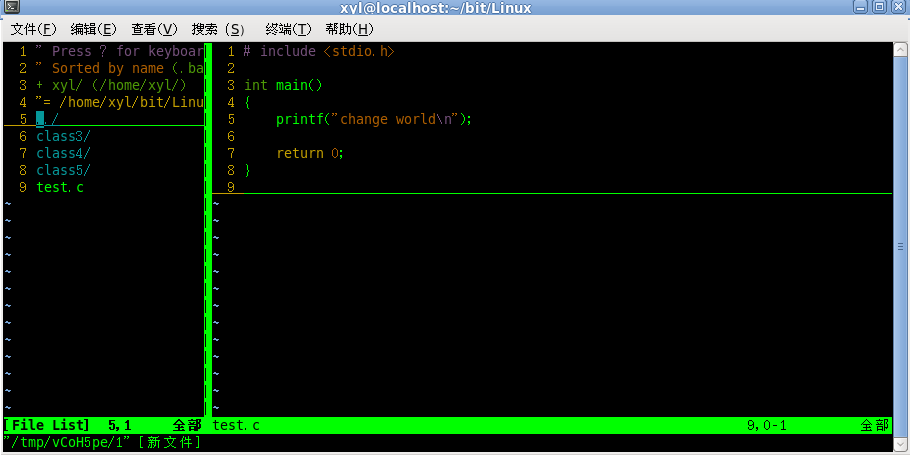 xyl@localhost:~/bit/Linux
文件(F) 编辑(E) 查看(V) 搜索 (S) 终端(T) 帮助(H)
1 " Press ? for keyboar
2 " Sorted by name (.ba
3 + xyl/ (/home/xyl/)
4 "= /home/xyl/bit/Linu
5 ../
6 class3/
7 class4/
8 class5/
9 test.c
~
~
~
~
~
~
~
~
~
~
~
~
~
[File List] 5,1 全部
1 # include <stdio.h>
2
3 int main()
4 {
5 printf("change world\n");
6
7 return 0;
8 }
9
~
~
~
~
~
~
~
~
~
~
~
~
~
test.c 9,0-1 全部
"/tmp/vCoH5pe/1" [新文件]